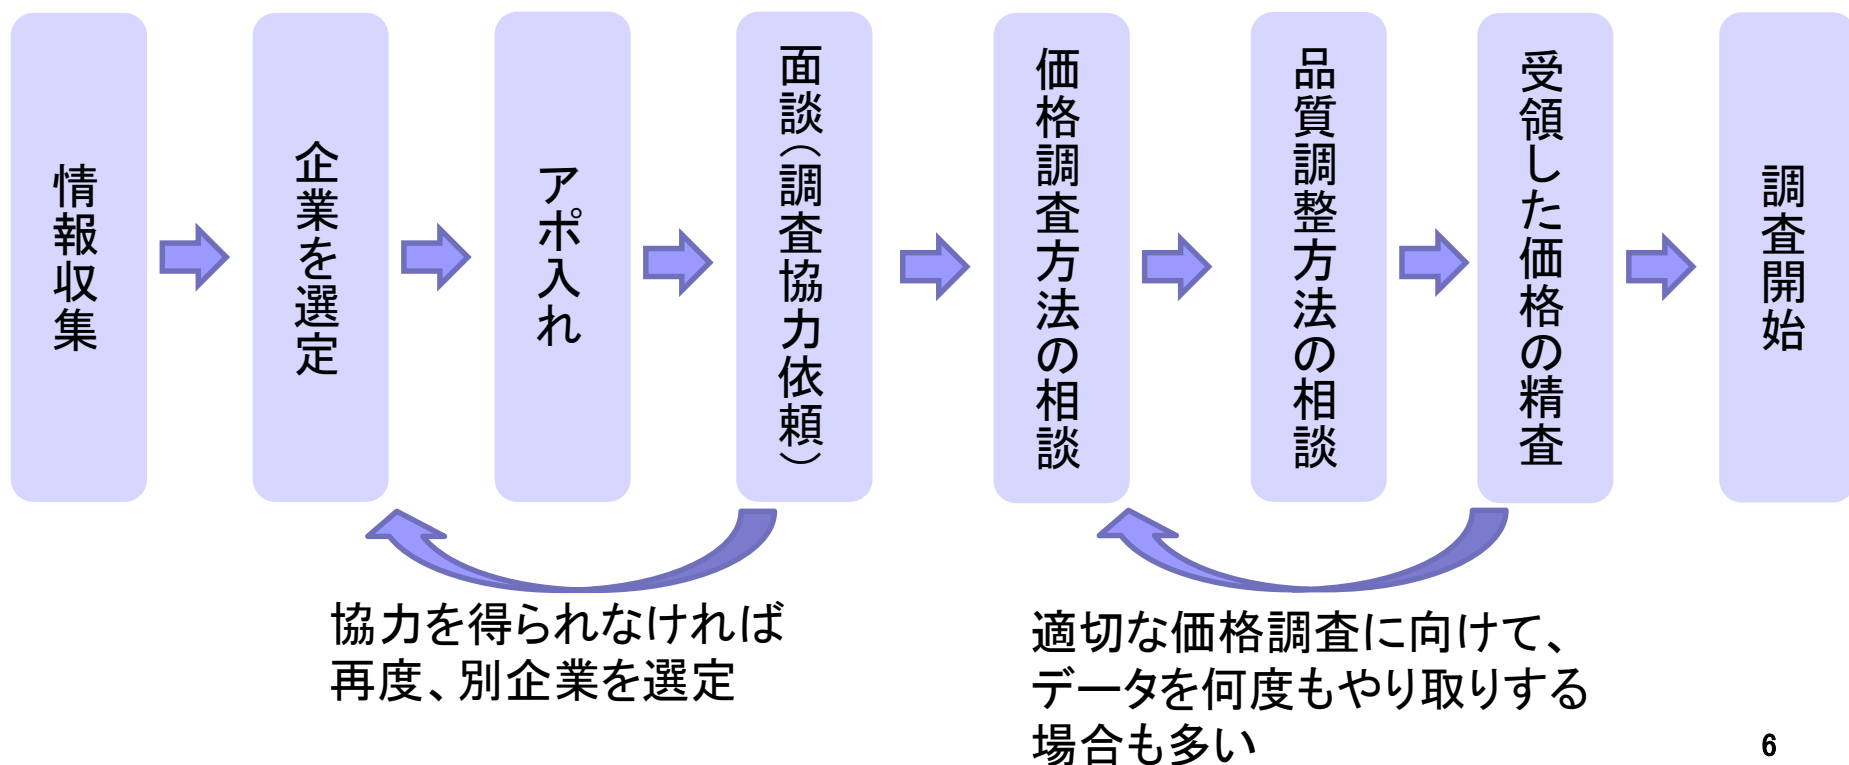 情報収集
企業を選定
アポ入れ
面談（調査協力依頼）
価格調査方法の相談
品質調整方法の相談
受領した価格の精査
調査開始
協力を得られなければ
再度、別企業を選定
適切な価格調査に向けて、
データを何度もやり取りする
場合も多い
6